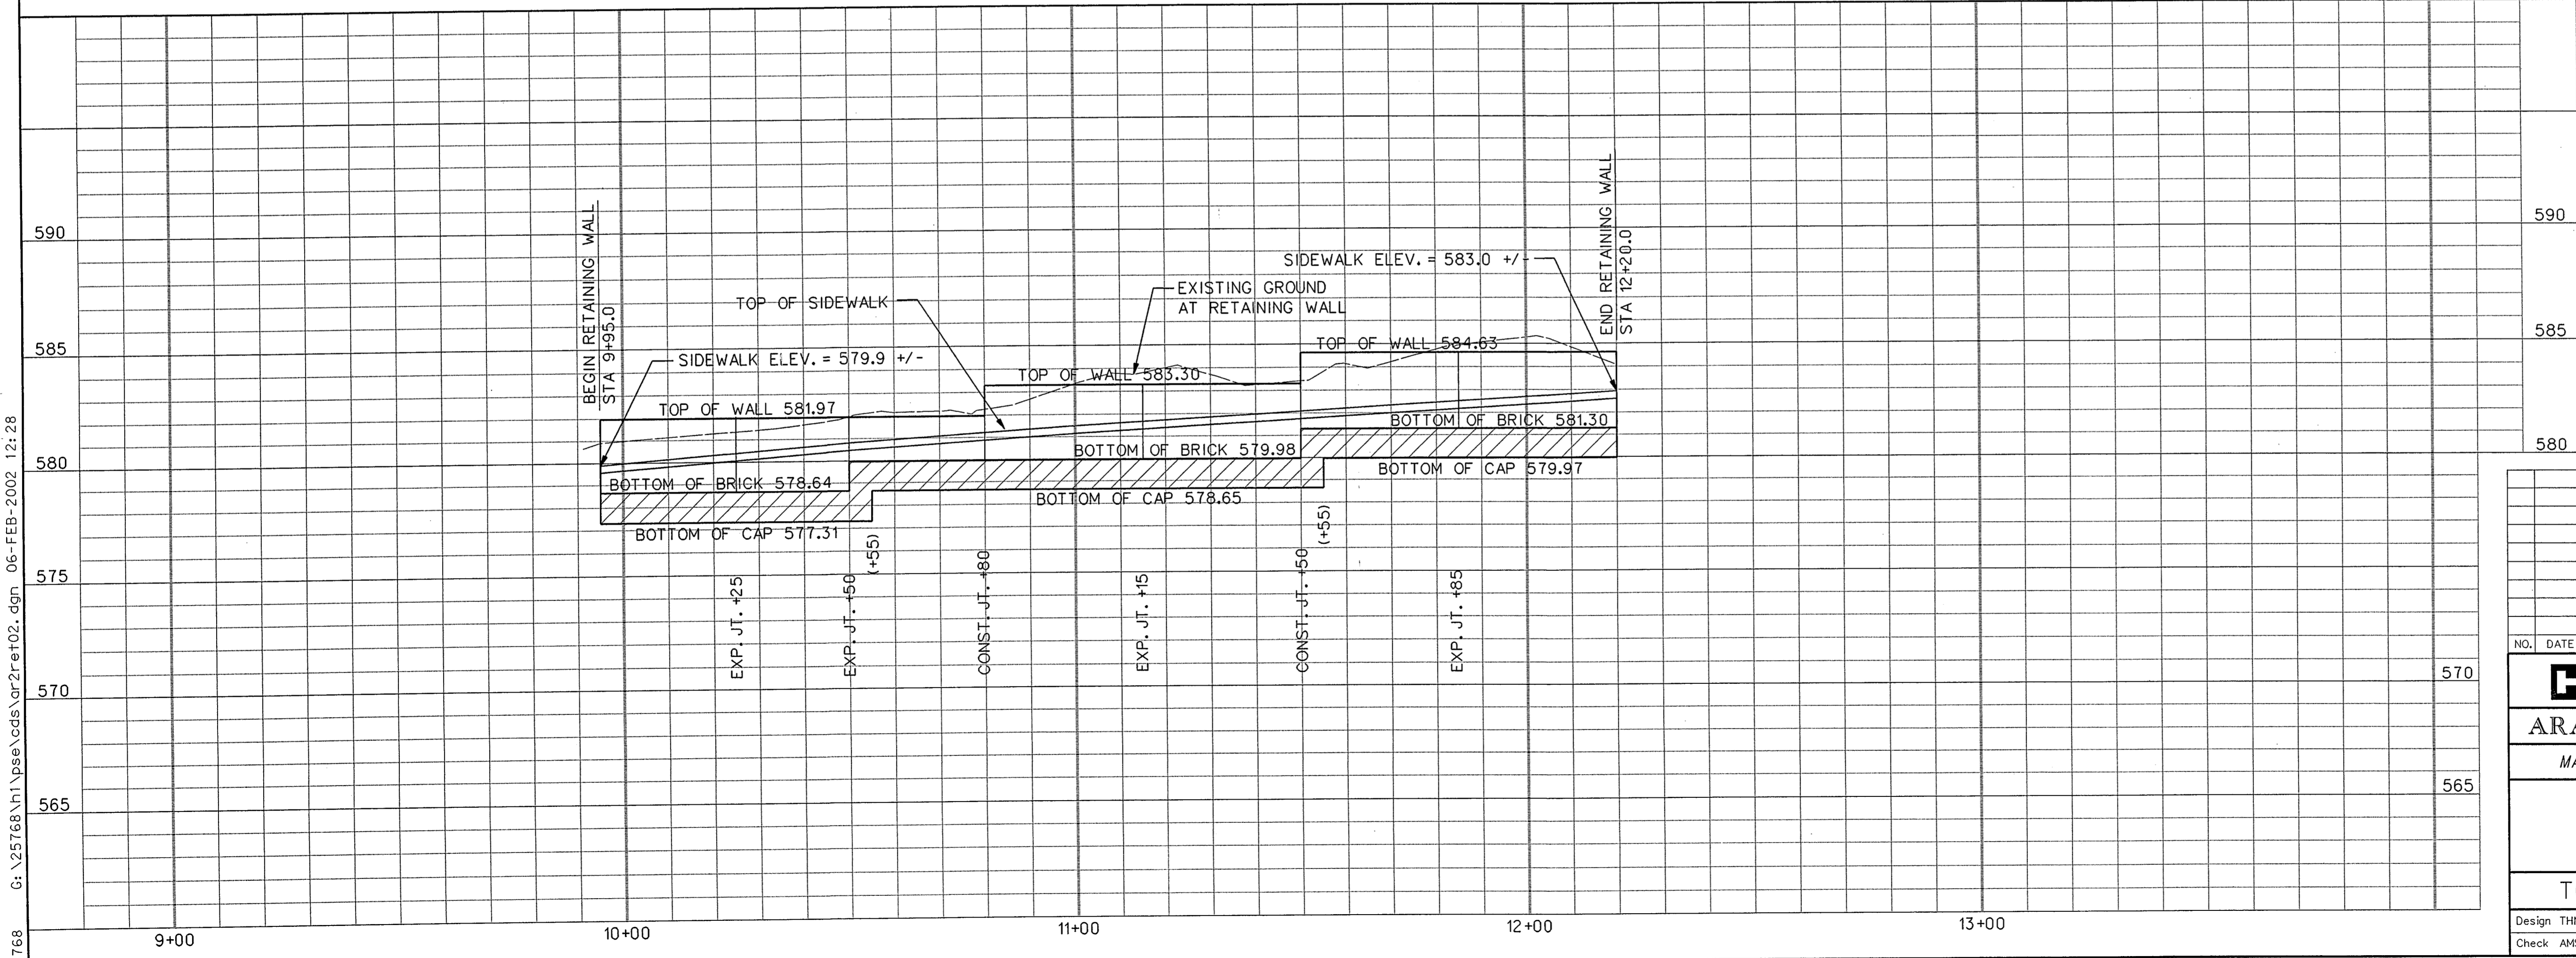 590
585
580
575
570
565
9+00
10+00
11+00
12+00
13+00
590
585
580
570
565
BEGIN RETAINING WALL
STA 9+95.0
END RETAINING WALL
STA 12+20.0
SIDEWALK ELEV. = 583.0 +/-
EXISTING GROUND
AT RETAINING WALL
TOP OF SIDEWALK
SIDEWALK ELEV. = 579.9 +/-
TOP OF WALL 584.63
TOP OF WALL 583.30
TOP OF WALL 581.97
BOTTOM OF BRICK 581.30
BOTTOM OF BRICK 579.98
BOTTOM OF BRICK 578.64
BOTTOM OF CAP 579.97
BOTTOM OF CAP 578.65
BOTTOM OF CAP 577.31
EXP. JT. +25
EXP. JT. +50
(+55)
CONST. JT. +80
EXP. JT. +15
CONST. JT. +50
(+55)
EXP. JT. +85
768 G:\25768\h1\pse\cds\ar2ret02.dgn 06-FEB-2002 12:28
NO. DATE
ARA
T
Design
Check